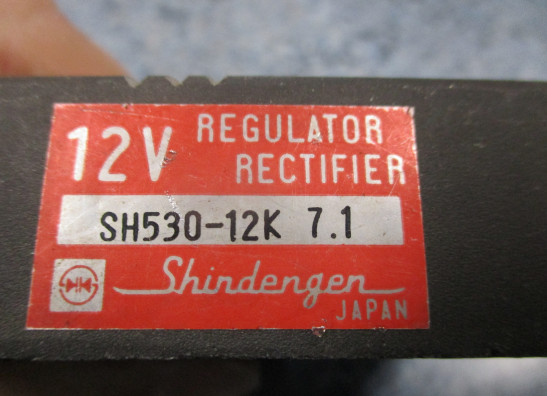 12V REGULATOR
RECTIFIER
SH530-12K 7.1
Shindengen
JAPAN